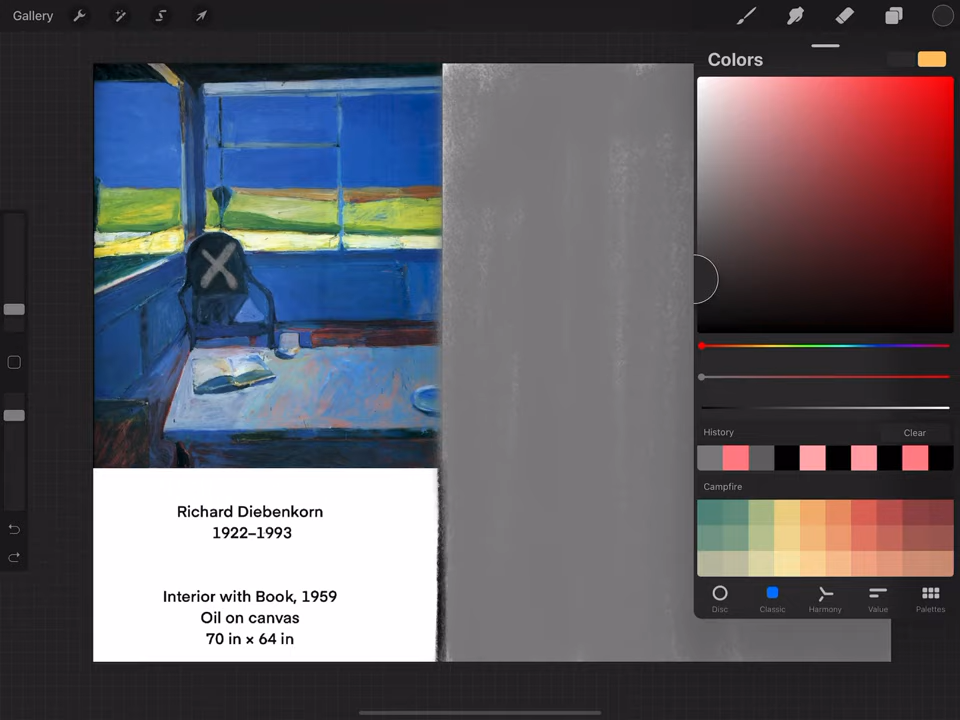 Gallery
Colors
Richard Diebenkorn
1922–1993
Interior with Book, 1959
Oil on canvas
70 in × 64 in
History
Clear
Campfire
Disc
Classic
Harmony
Value
Palettes